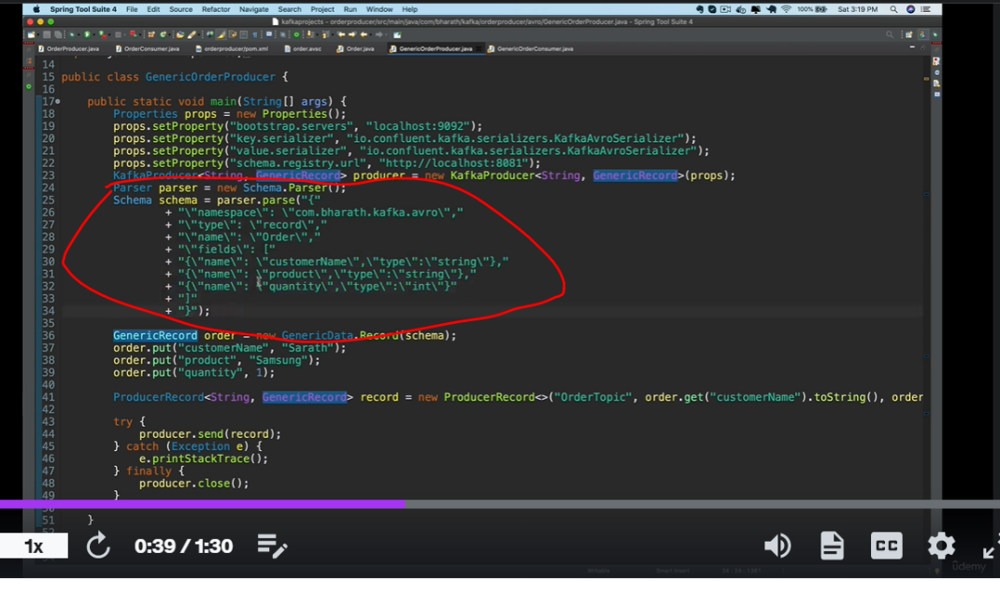 Spring Tool Suite 4 File Edit Source Refactor Navigate Search Project Run Window Help 100% Sat 3:19 PM
kafkaprojects - orderproducer/src/main/java/com/bharath/kafka/orderproducer/avro/GenericOrderProducer.java - Spring Tool Suite 4
OrderProducer.java OrderConsumer.java orderproducer/pom.xml order.avsc Order.java GenericOrderProducer.java GenericOrderConsumer.java
14
15 public class GenericOrderProducer {
16
17 public static void main(String[] args) {
18 Properties props = new Properties();
19 props.setProperty("bootstrap.servers", "localhost:9092");
20 props.setProperty("key.serializer", "io.confluent.kafka.serializers.KafkaAvroSerializer");
21 props.setProperty("value.serializer", "io.confluent.kafka.serializers.KafkaAvroSerializer");
22 props.setProperty("schema.registry.url", "http://localhost:8081");
23 KafkaProducer<String, GenericRecord> producer = new KafkaProducer<String, GenericRecord>(props);
24 Parser parser = new Schema.Parser();
25 Schema schema = parser.parse("{"
26 + "\"namespace\": \"com.bharath.kafka.avro\","
27 + "\"type\": \"record\","
28 + "\"name\": \"Order\","
29 + "\"fields\": ["
30 + "{\"name\": \"customerName\",\"type\":\"string\"},"
31 + "{\"name\": \"product\",\"type\":\"string\"},"
32 + "{\"name\": \"quantity\",\"type\":\"int\"}"
33 + "]"
34 + "}");
35
36 GenericRecord order = new GenericData.Record(schema);
37 order.put("customerName", "Sarath");
38 order.put("product", "Samsung");
39 order.put("quantity", 1);
40
41 ProducerRecord<String, GenericRecord> record = new ProducerRecord<>("OrderTopic", order.get("customerName").toString(), order
42
43 try {
44 producer.send(record);
45 } catch (Exception e) {
46 e.printStackTrace();
47 } finally {
48 producer.close();
49 }
51 }
1x 0:39 / 1:30 CC
ûdemy